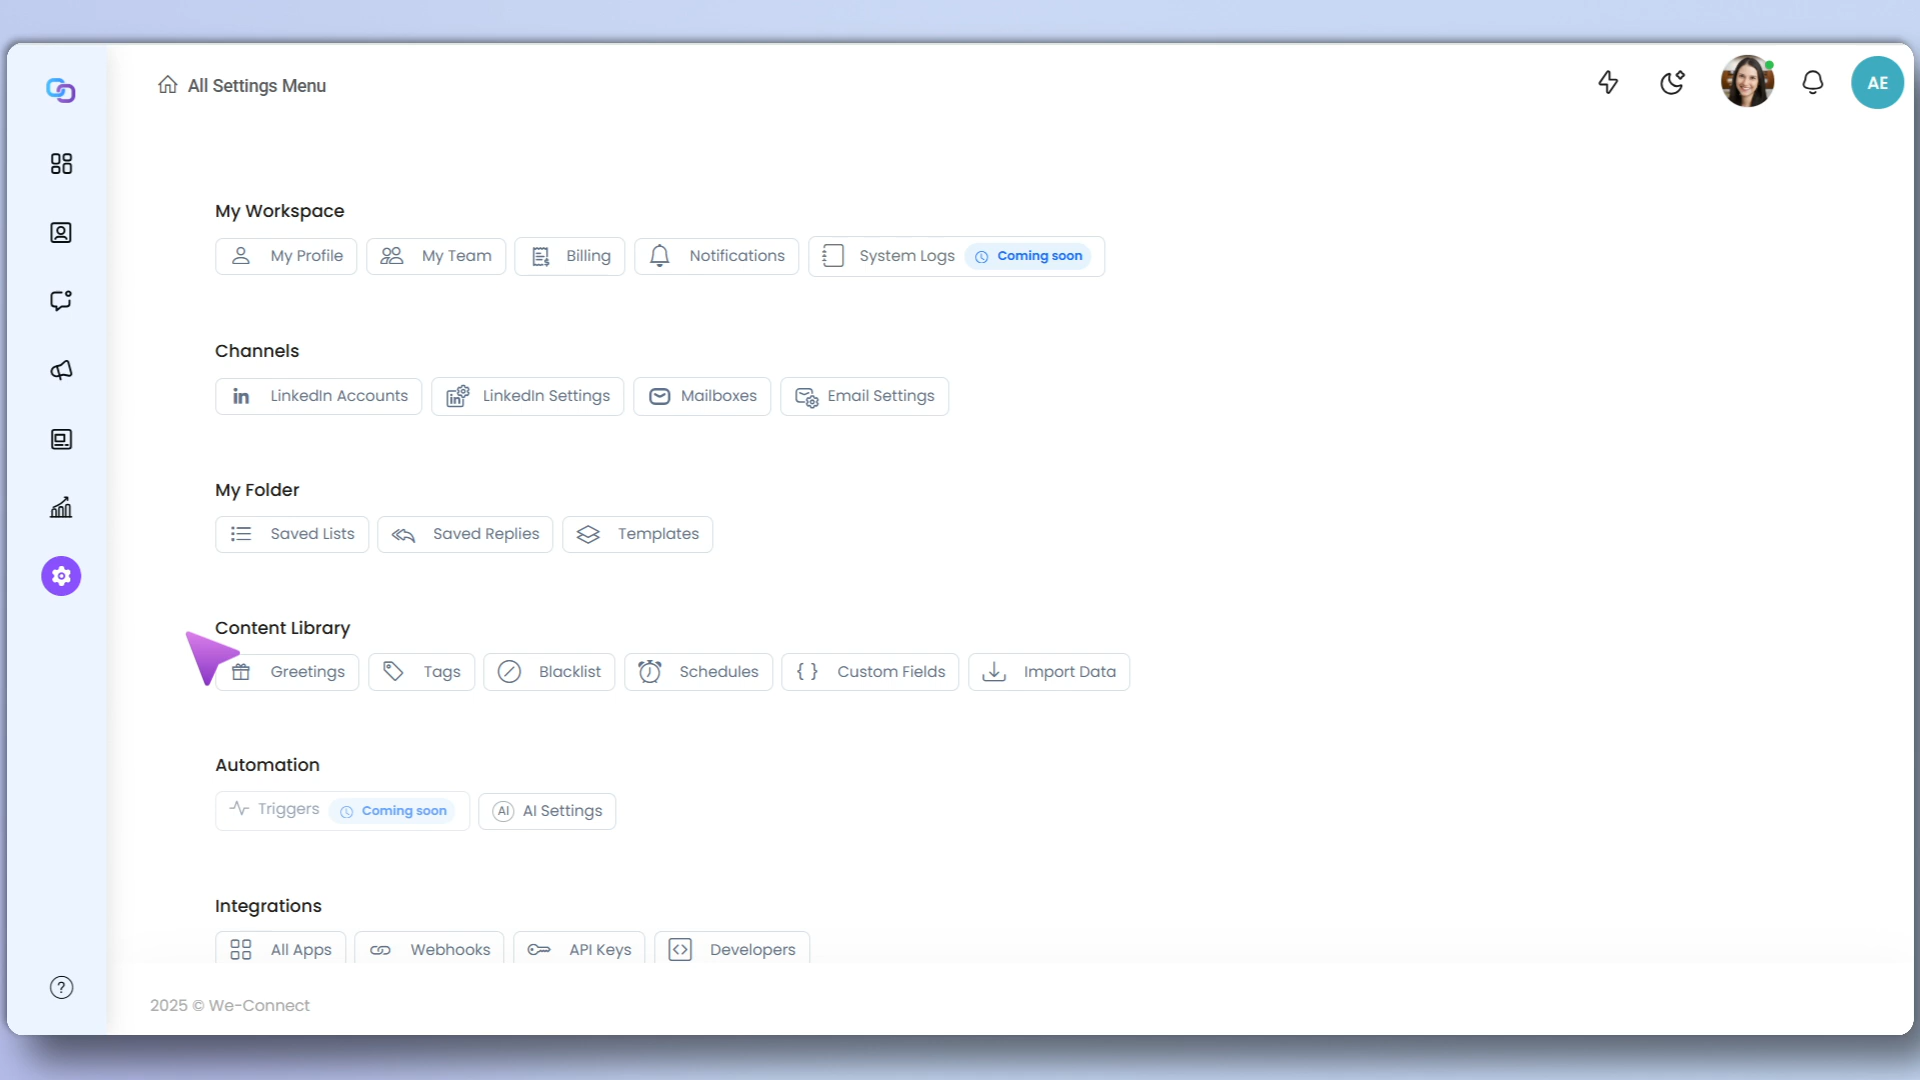 All Settings Menu
AE
My Workspace
My Profile
My Team
Billing
Notifications
System Logs
Coming soon
Channels
LinkedIn Accounts
LinkedIn Settings
Mailboxes
Email Settings
My Folder
Saved Lists
Saved Replies
Templates
Content Library
Greetings
Tags
Blacklist
Schedules
{ } Custom Fields
Import Data
Automation
Triggers
Coming soon
AI AI Settings
Integrations
All Apps
Webhooks
API Keys
Developers
?
2025 © We-Connect